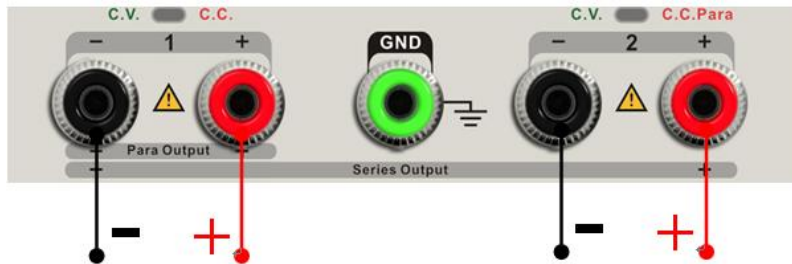 C.V. C.C. C.V. C.C.Para
− 1 + GND − 2 +
− Para Output +
− Series Output +
− + − +